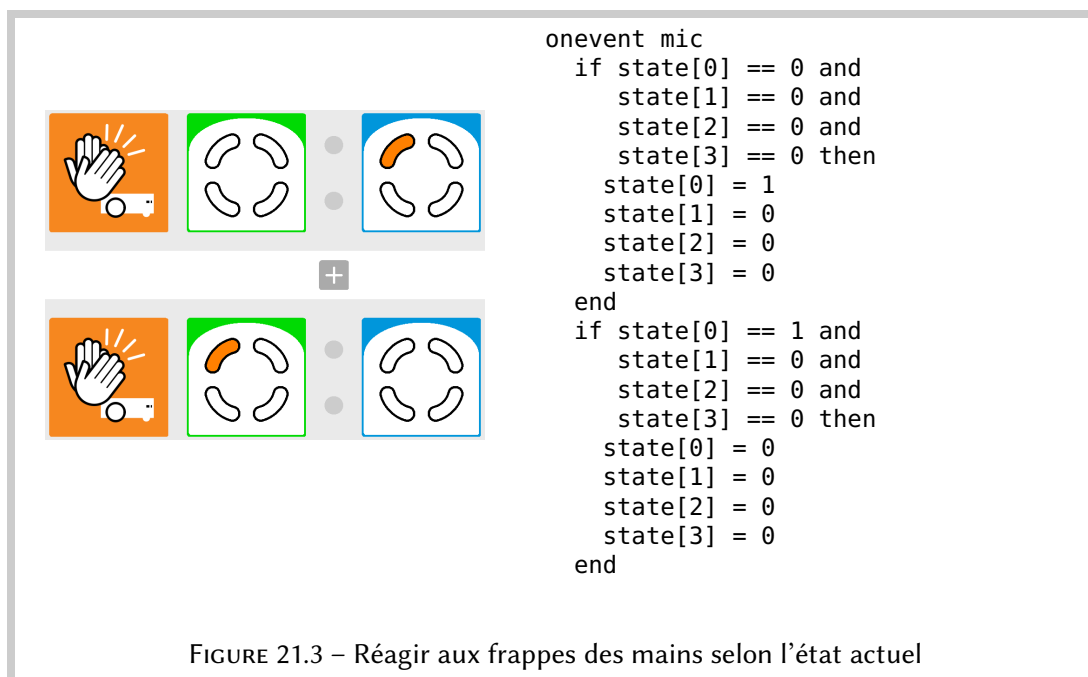 onevent mic
if state[0] == 0 and
state[1] == 0 and
state[2] == 0 and
state[3] == 0 then
state[0] = 1
state[1] = 0
state[2] = 0
state[3] = 0
end
if state[0] == 1 and
state[1] == 0 and
state[2] == 0 and
state[3] == 0 then
state[0] = 0
state[1] = 0
state[2] = 0
state[3] = 0
end
FIGURE 21.3 – Réagir aux frappes des mains selon l'état actuel